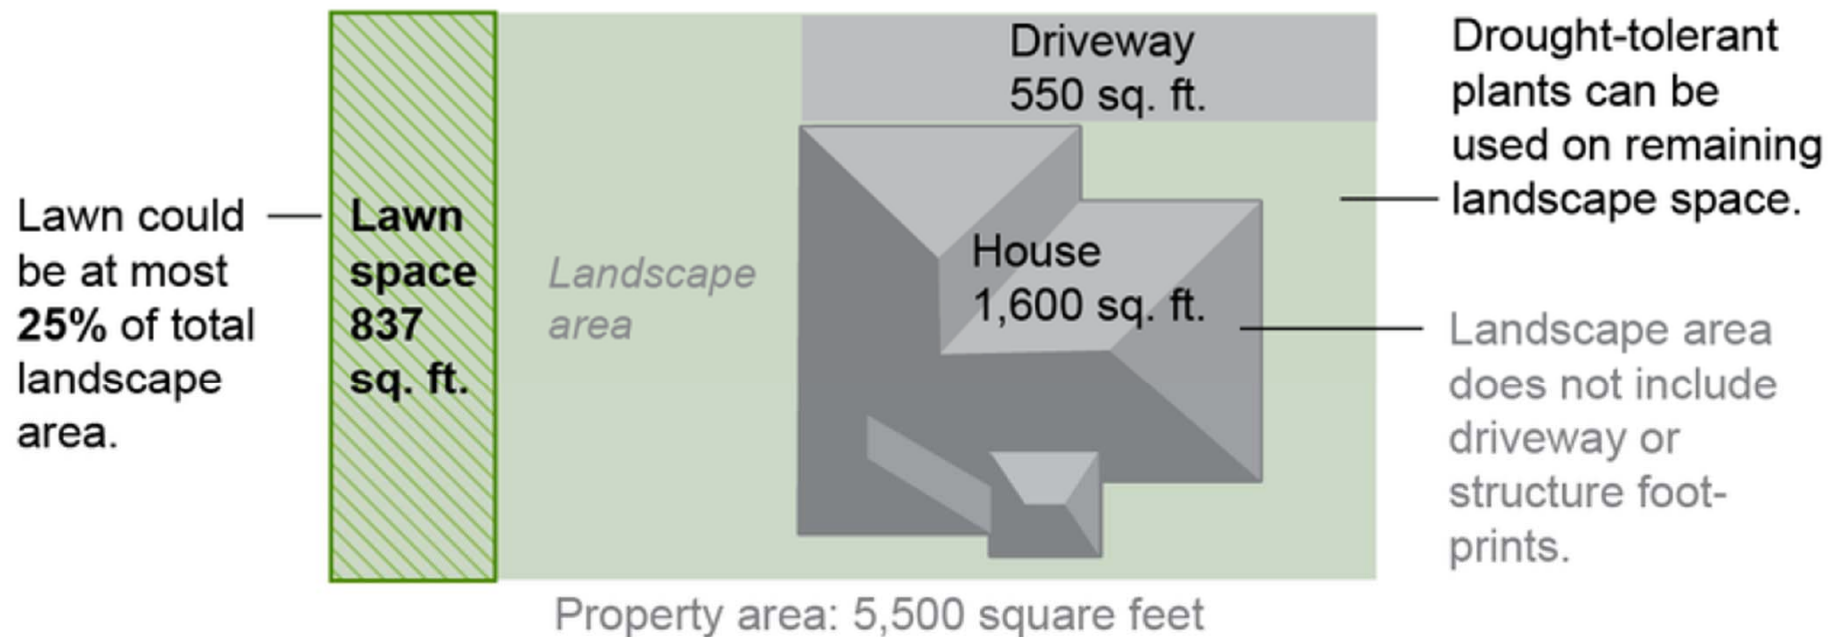 Lawn could
be at most
25% of total
landscape
area.
Lawn
space
837
sq. ft.
Landscape
area
Driveway
550 sq. ft.
House
1,600 sq. ft.
Drought-tolerant
plants can be
used on remaining
landscape space.
Landscape area
does not include
driveway or
structure foot-
prints.
Property area: 5,500 square feet